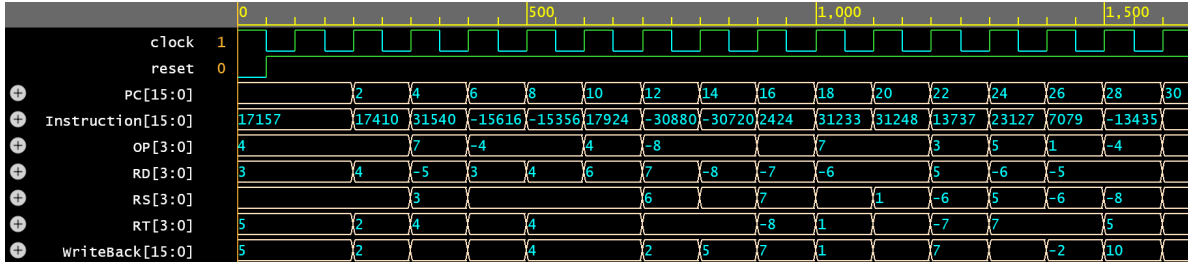 0 500 1,000 1,500
clock 1
reset 0
PC[15:0] 2 4 6 8 10 12 14 16 18 20 22 24 26 28 30
Instruction[15:0] 17157 17410 31540 -15616 -15356 17924 -30880 -30720 2424 31233 31248 13737 23127 7079 -13435
OP[3:0] 4 7 -4 4 -8 7 3 5 1 -4
RD[3:0] 3 4 -5 3 4 6 7 -8 -7 -6 5 -6 -5
RS[3:0] 3 6 7 1 -6 5 -6 -8
RT[3:0] 5 2 4 4 -8 1 -7 7 5
WriteBack[15:0] 5 2 4 2 5 7 1 7 -2 10